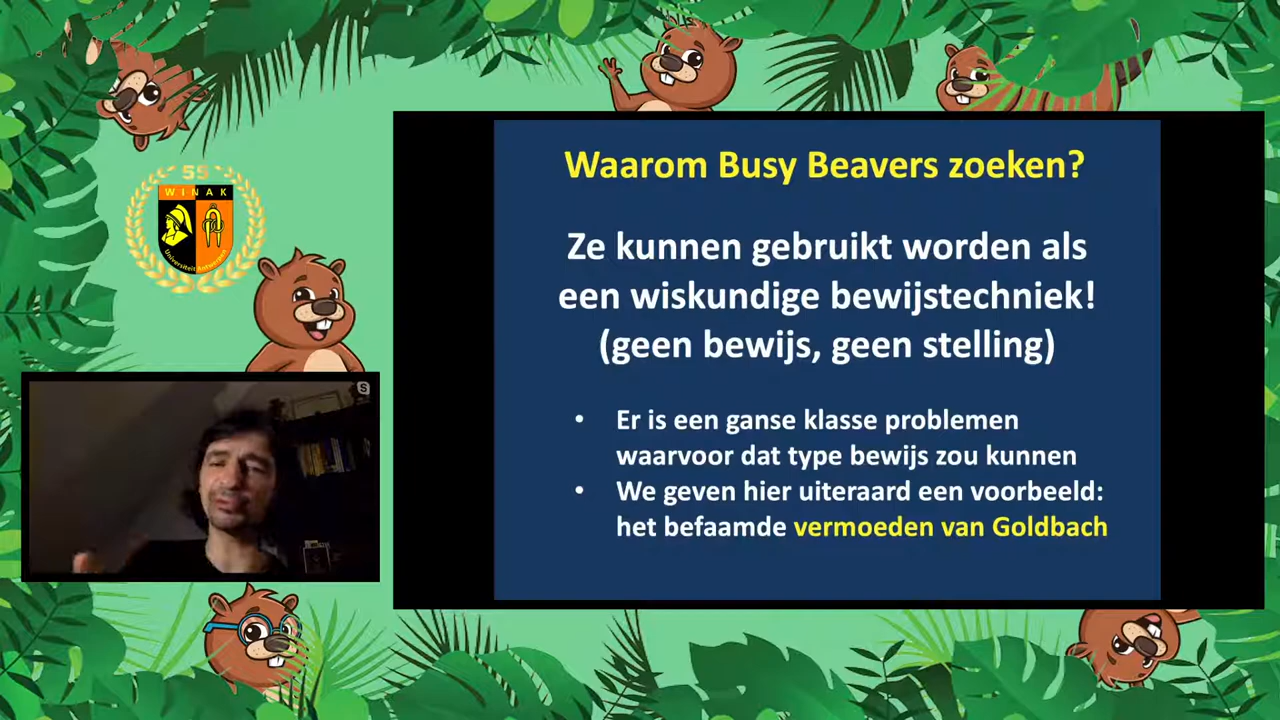 55
WINAK
Universiteit Antwerpen
S
Waarom Busy Beavers zoeken?
Ze kunnen gebruikt worden als
een wiskundige bewijstechniek!
(geen bewijs, geen stelling)
• Er is een ganse klasse problemen
waarvoor dat type bewijs zou kunnen
• We geven hier uiteraard een voorbeeld:
het befaamde vermoeden van Goldbach